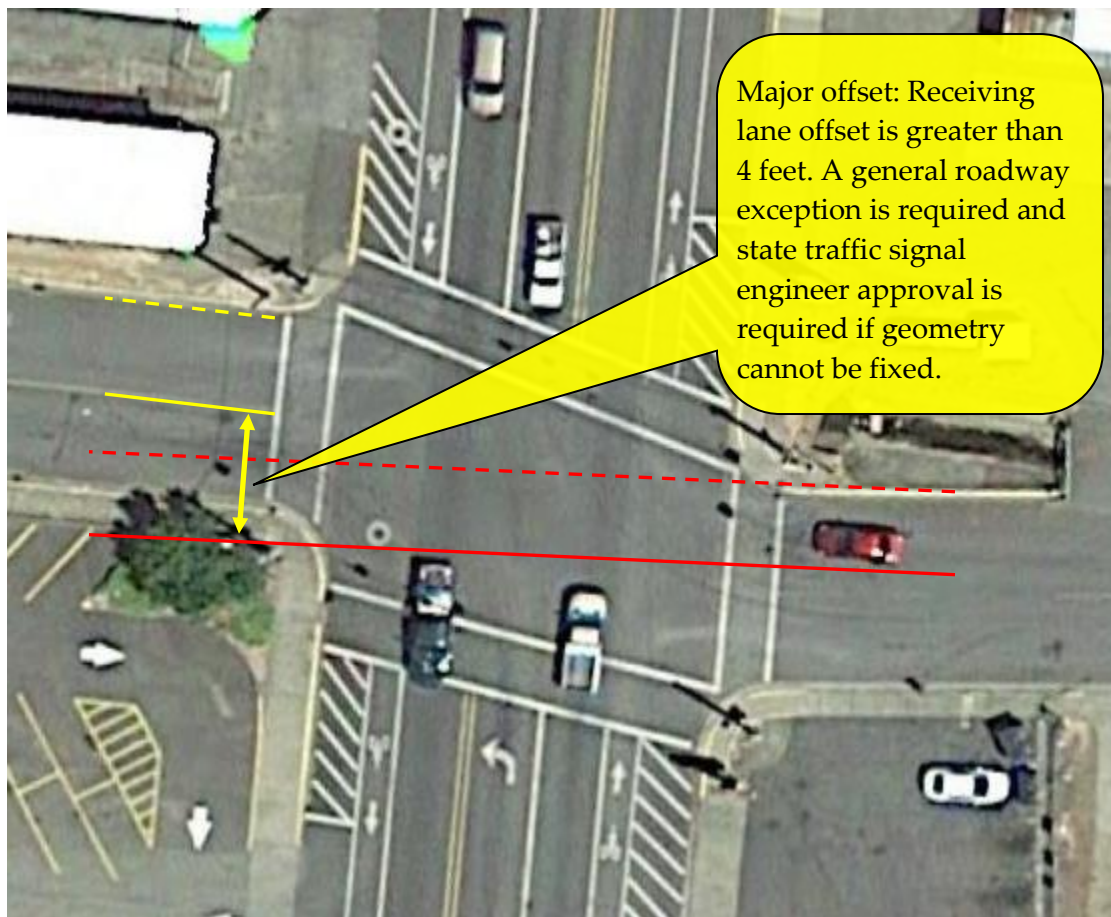 Major offset: Receiving
lane offset is greater than
4 feet. A general roadway
exception is required and
state traffic signal
engineer approval is
required if geometry
cannot be fixed.